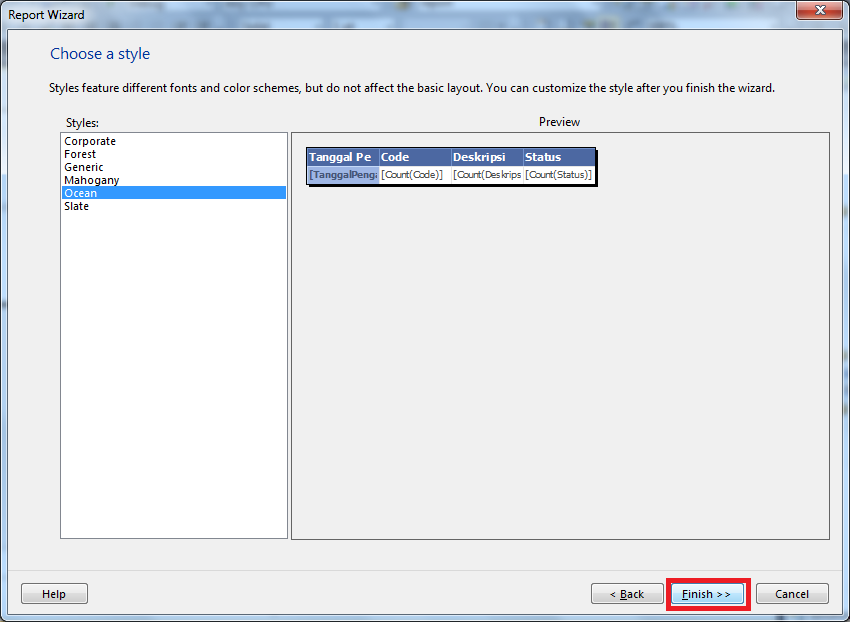 Report Wizard
Choose a style
Styles feature different fonts and color schemes, but do not affect the basic layout. You can customize the style after you finish the wizard.
Styles:
Corporate
Forest
Generic
Mahogany
Ocean
Slate
Preview
Tanggal Pe Code Deskripsi Status
[TanggalPenga [Count(Code)] [Count(Deskrips [Count(Status)]
Help < Back Finish >> Cancel